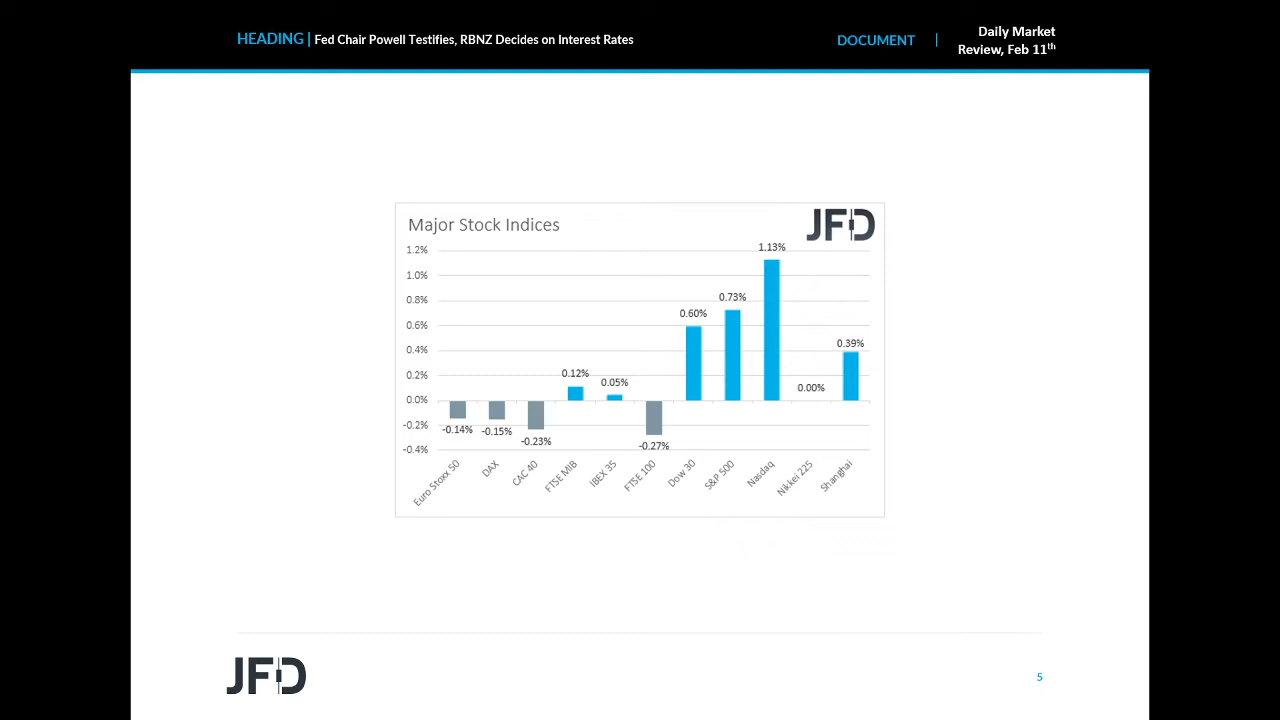 HEADING | Fed Chair Powell Testifies, RBNZ Decides on Interest Rates
DOCUMENT |
Daily Market
Review, Feb 11th
Major Stock Indices
JFD
1.2%
1.0%
0.8%
0.6%
0.4%
0.2%
0.0%
-0.2%
-0.4%
-0.14%
-0.15%
-0.23%
0.12%
0.05%
-0.27%
0.60%
0.73%
1.13%
0.00%
0.39%
Euro Stoxx 50
DAX
CAC 40
FTSE MIB
IBEX 35
FTSE 100
Dow 30
S&P 500
Nasdaq
Nikkei 225
Shanghai
JFD
5